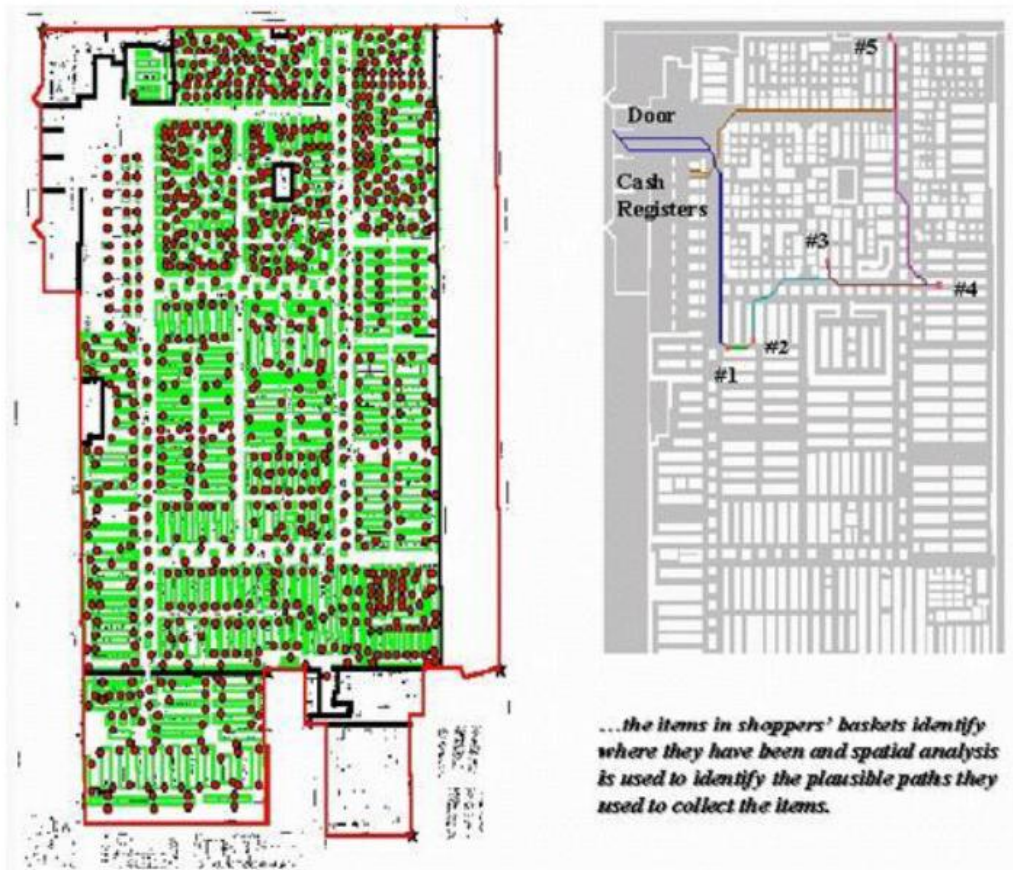 #5
Door
Cash
Registers
#3
#4
#2
#1
...the items in shoppers' baskets identify
where they have been and spatial analysis
is used to identify the plausible paths they
used to collect the items.